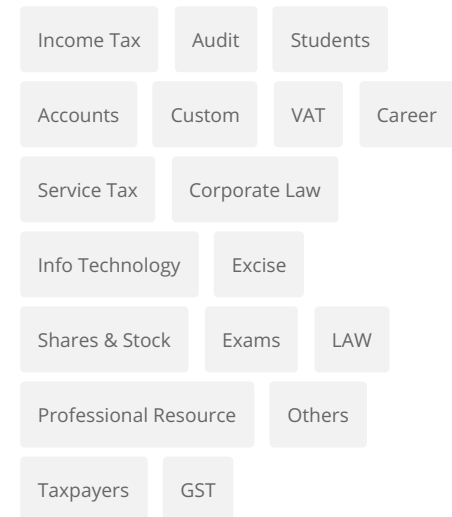 Income Tax Audit Students
Accounts Custom VAT Career
Service Tax Corporate Law
Info Technology Excise
Shares & Stock Exams LAW
Professional Resource Others
Taxpayers GST